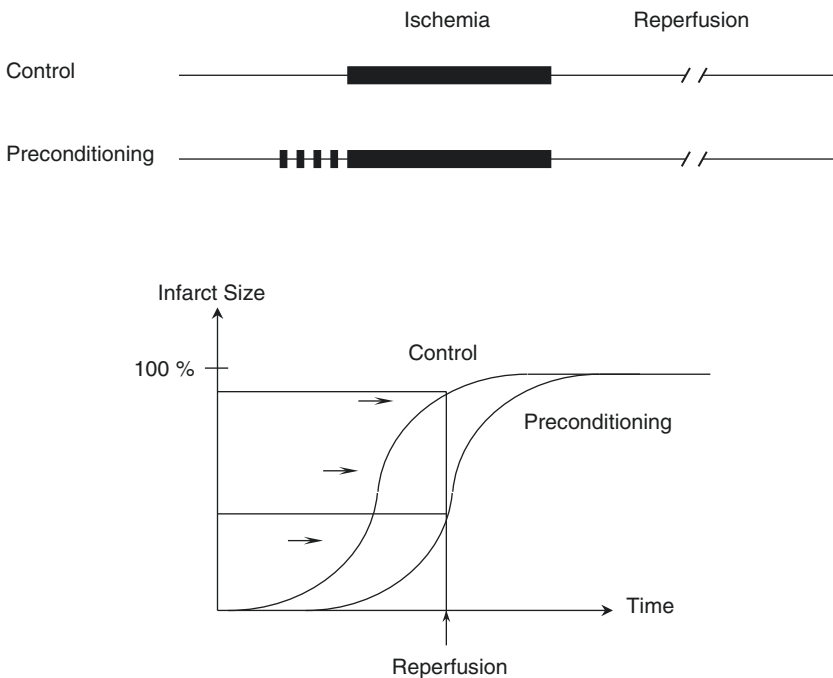 Ischemia Reperfusion
Control
Preconditioning
Infarct Size
100 %
Control
Preconditioning
Time
Reperfusion